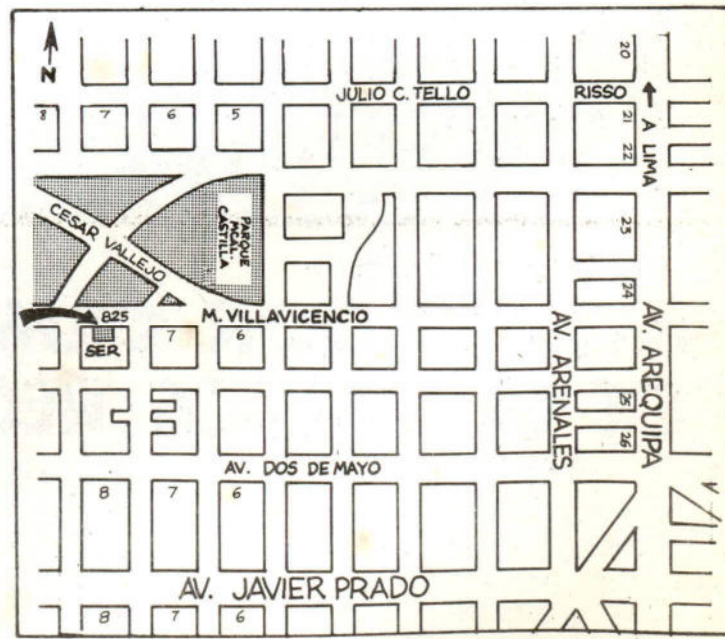 N
20
JULIO C. TELLO
RISSO
8
7
6
5
21
22
A LIMA
CESAR VALLEJO
PARQUE
MCAL.
CASTILLA
23
24
825
M. VILLAVICENCIO
SER
7
6
AV. ARENALES
AV. AREQUIPA
25
26
AV. DOS DE MAYO
8
7
6
AV. JAVIER PRADO
8
7
6